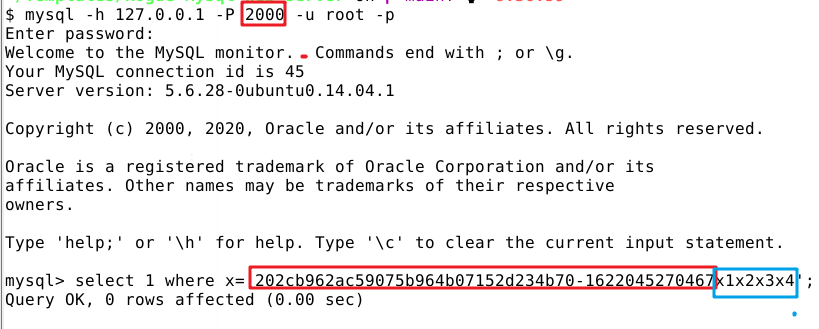 $ mysql -h 127.0.0.1 -P 2000 -u root -p
Enter password:
Welcome to the MySQL monitor. Commands end with ; or \g.
Your MySQL connection id is 45
Server version: 5.6.28-0ubuntu0.14.04.1
Copyright (c) 2000, 2020, Oracle and/or its affiliates. All rights reserved.
Oracle is a registered trademark of Oracle Corporation and/or its
affiliates. Other names may be trademarks of their respective
owners.
Type 'help;' or '\h' for help. Type '\c' to clear the current input statement.
mysql> select 1 where x= 202cb962ac59075b964b07152d234b70-1622045270467x1x2x3x4';
Query OK, 0 rows affected (0.00 sec)